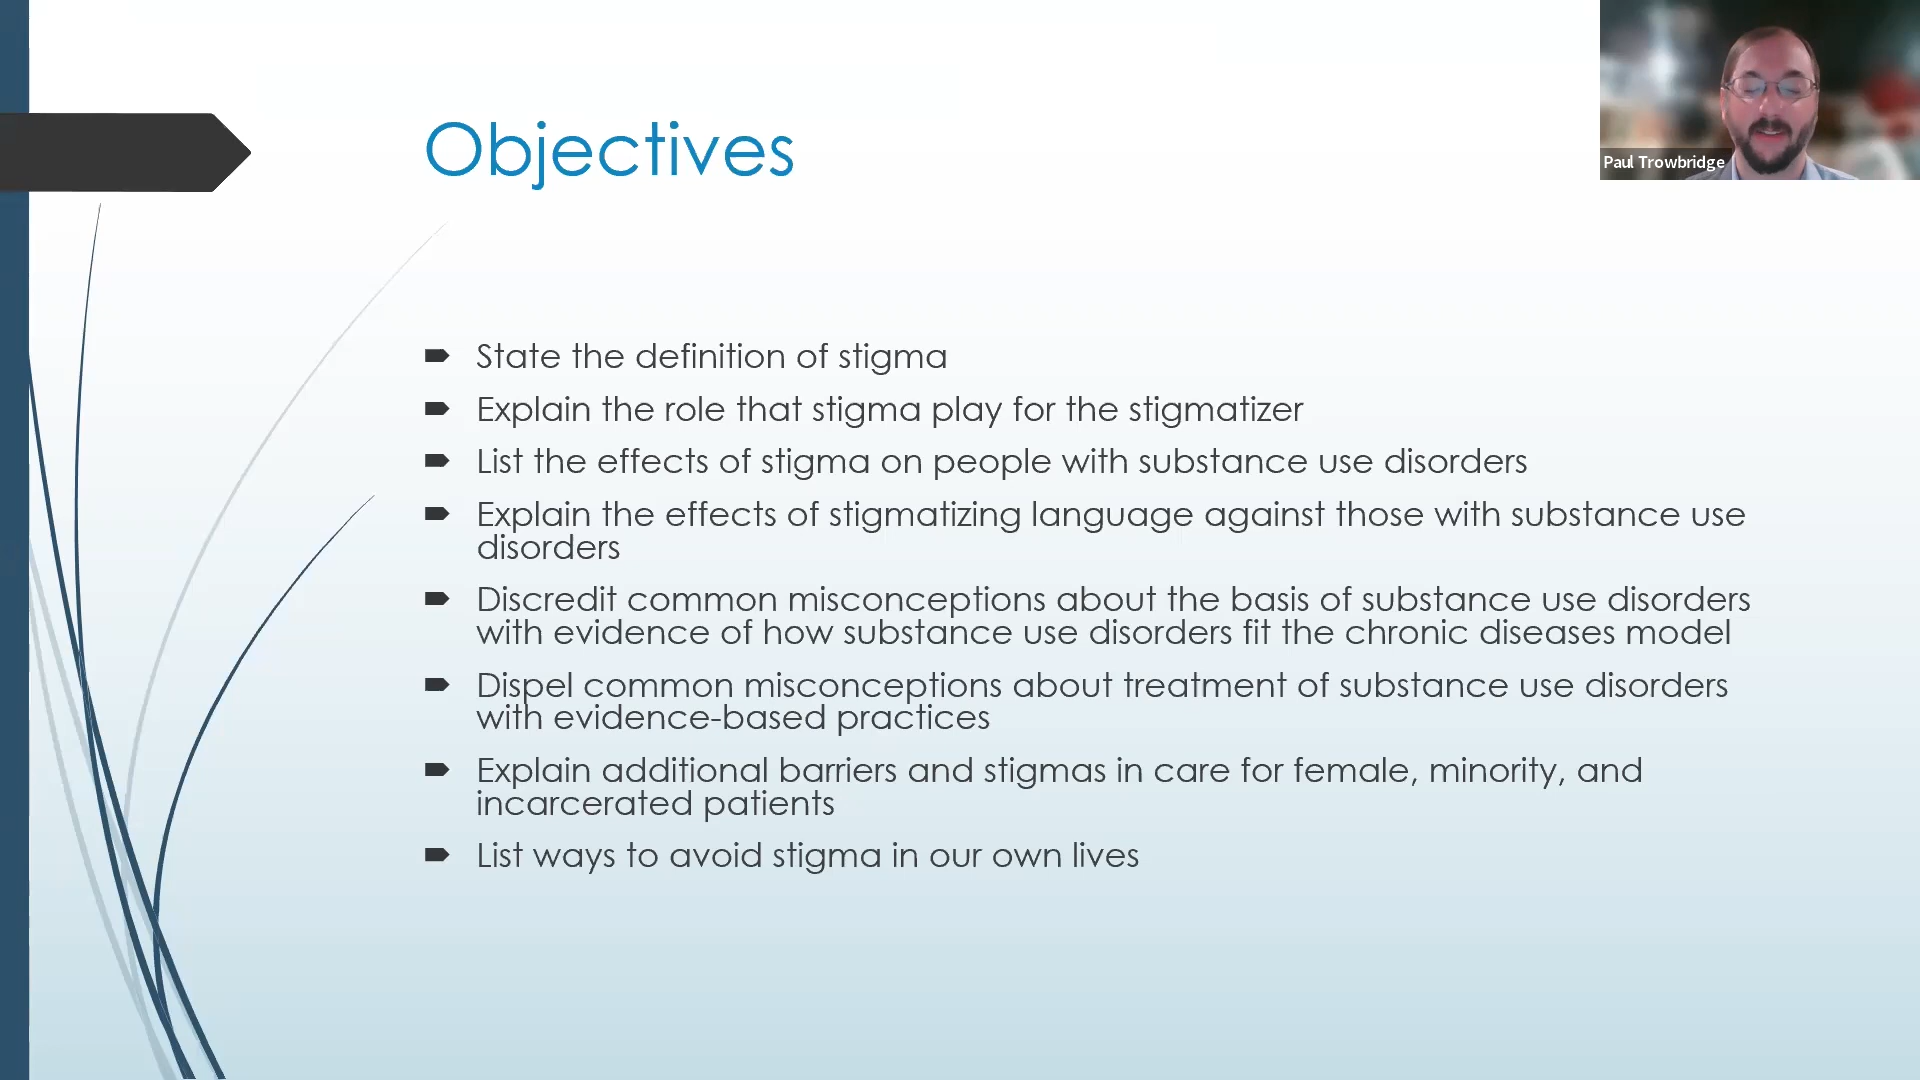 Objectives
Paul Trowbridge
State the definition of stigma
Explain the role that stigma play for the stigmatizer
List the effects of stigma on people with substance use disorders
Explain the effects of stigmatizing language against those with substance use
disorders
Discredit common misconceptions about the basis of substance use disorders
with evidence of how substance use disorders fit the chronic diseases model
Dispel common misconceptions about treatment of substance use disorders
with evidence-based practices
Explain additional barriers and stigmas in care for female, minority, and
incarcerated patients
List ways to avoid stigma in our own lives